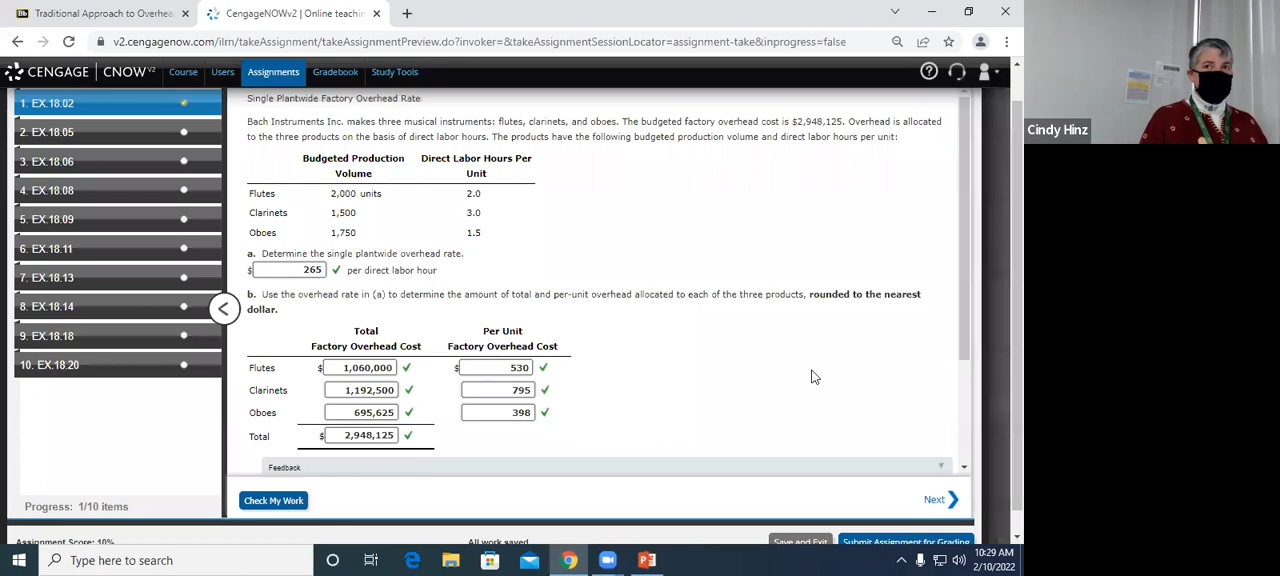 Traditional Approach to Overhea
CengageNOWv2 | Online teachin
v2.cengagenow.com/ilrn/takeAssignment/takeAssignmentPreview.do?invoker=&takeAssignmentSessionLocator=assignment-take&inprogress=false
CENGAGE | CNOWV2 Course Users Assignments Gradebook Study Tools
1. EX.18.02
2. EX.18.05
3. EX.18.06
4. EX.18.08
5. EX.18.09
6. EX.18.11
7. EX.18.13
8. EX.18.14
9. EX.18.18
10. EX.18.20
Progress: 1/10 items
Assignment Score: 10%
Single Plantwide Factory Overhead Rate
Bach Instruments Inc. makes three musical instruments: flutes, clarinets, and oboes. The budgeted factory overhead cost is $2,948,125. Overhead is allocated
to the three products on the basis of direct labor hours. The products have the following budgeted production volume and direct labor hours per unit:
Budgeted Production Direct Labor Hours Per
Volume Unit
Flutes 2,000 units 2.0
Clarinets 1,500 3.0
Oboes 1,750 1.5
a. Determine the single plantwide overhead rate.
$ 265 per direct labor hour
b. Use the overhead rate in (a) to determine the amount of total and per-unit overhead allocated to each of the three products, rounded to the nearest
dollar.
Total Per Unit
Factory Overhead Cost Factory Overhead Cost
Flutes $ 1,060,000 $ 530
Clarinets 1,192,500 795
Oboes 695,625 398
Total $ 2,948,125
Feedback
Check My Work
Next
All work saved.
Save and Exit Submit Assignment for Grading
Cindy Hinz
Type here to search
10:29 AM
2/10/2022